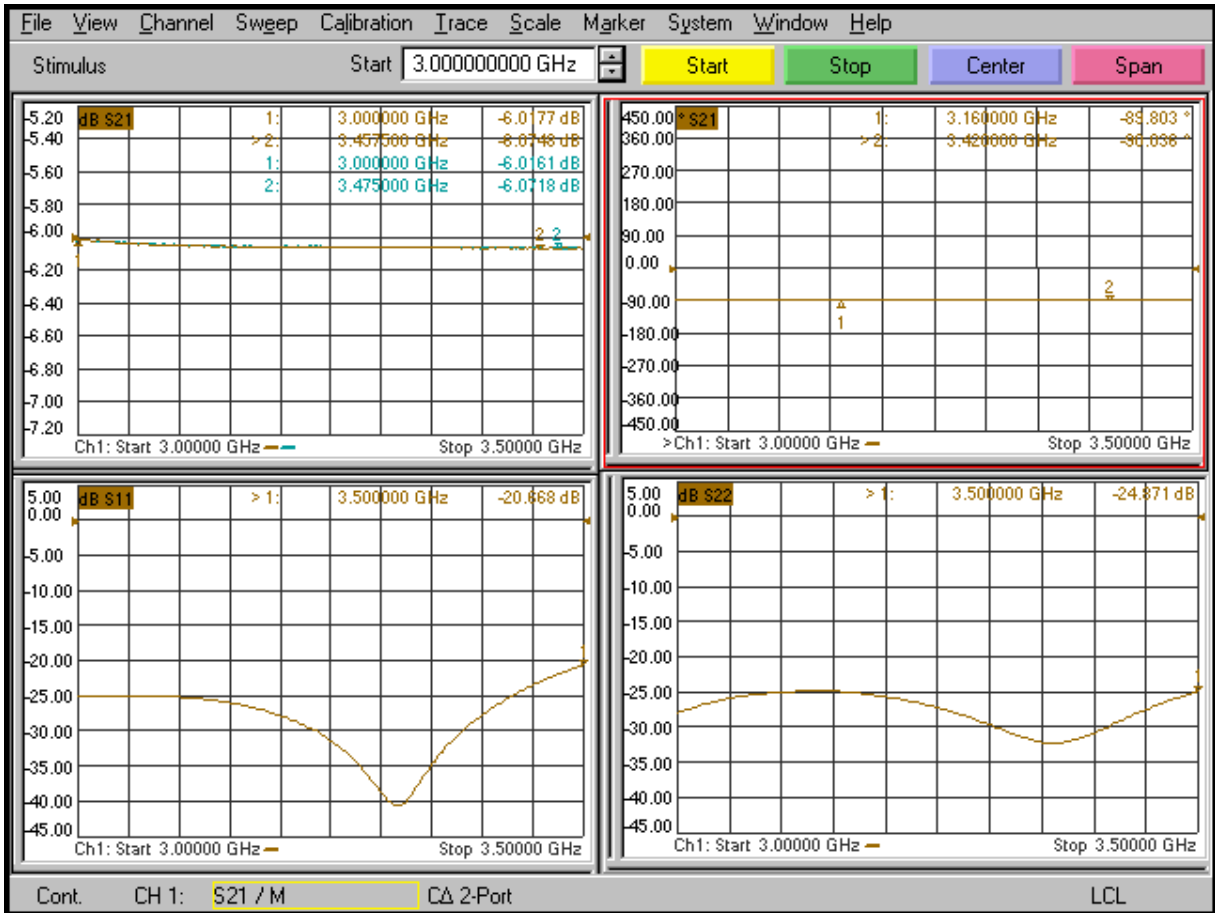 File View Channel Sweep Calibration Trace Scale Marker System Window Help
Stimulus Start 3.000000000 GHz Start Stop Center Span
dB S21
1: 3.000000 GHz -6.0177 dB
> 2: 3.457500 GHz -6.0748 dB
1: 3.000000 GHz -6.0161 dB
2: 3.475000 GHz -6.0718 dB
-5.20
-5.40
-5.60
-5.80
-6.00
-6.20
-6.40
-6.60
-6.80
-7.00
-7.20
2 2
1
Ch1: Start 3.00000 GHz Stop 3.50000 GHz
° S21
1: 3.160000 GHz -89.803 °
> 2: 3.420000 GHz -90.036 °
450.00
360.00
270.00
180.00
90.00
0.00
-90.00
-180.00
-270.00
-360.00
-450.00
2
1
>Ch1: Start 3.00000 GHz Stop 3.50000 GHz
dB S11
> 1: 3.500000 GHz -20.668 dB
5.00
0.00
-5.00
-10.00
-15.00
-20.00
-25.00
-30.00
-35.00
-40.00
-45.00
1
Ch1: Start 3.00000 GHz Stop 3.50000 GHz
dB S22
> 1: 3.500000 GHz -24.871 dB
5.00
0.00
-5.00
-10.00
-15.00
-20.00
-25.00
-30.00
-35.00
-40.00
-45.00
1
Ch1: Start 3.00000 GHz Stop 3.50000 GHz
Cont. CH 1: S21 / M CΔ 2-Port LCL